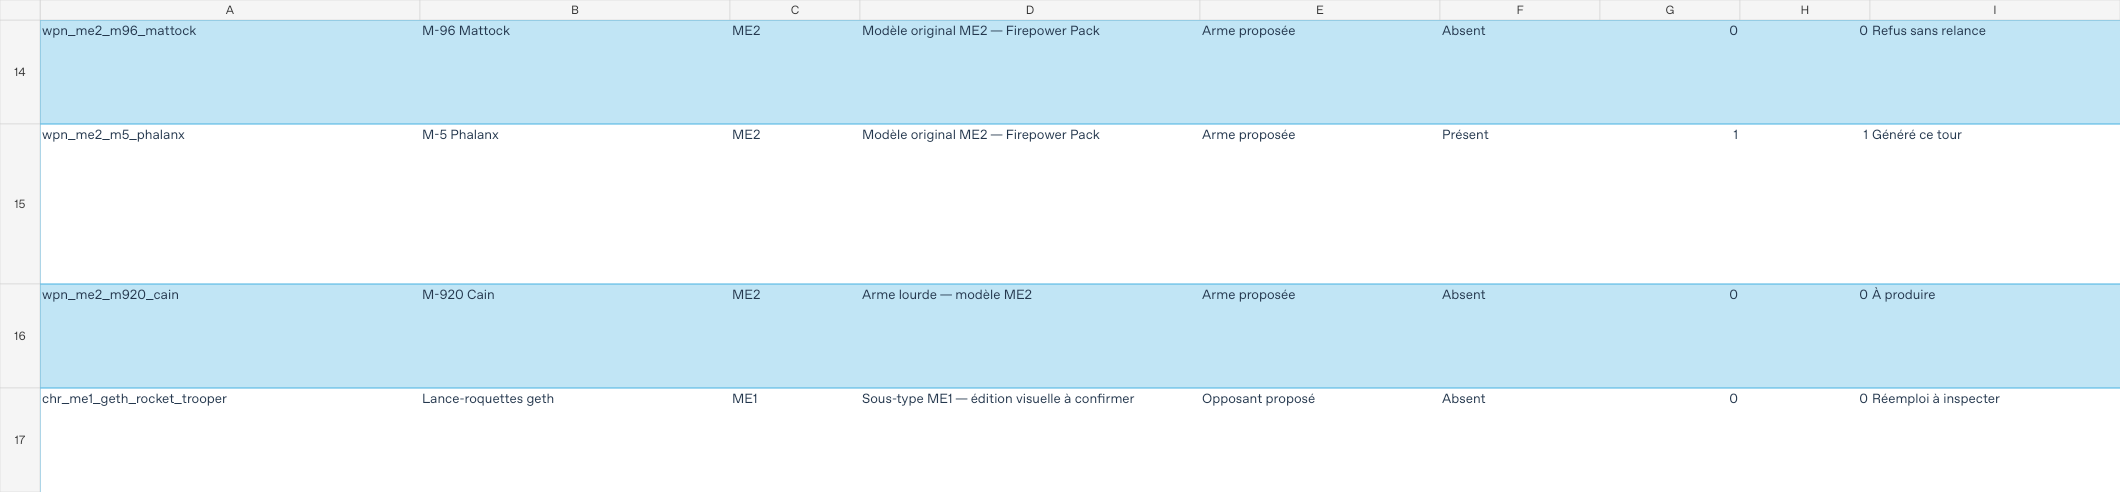 A B C D E F G H I
14 wpn_me2_m96_mattock M-96 Mattock ME2 Modèle original ME2 — Firepower Pack Arme proposée Absent 0 0 Refus sans relance
15 wpn_me2_m5_phalanx M-5 Phalanx ME2 Modèle original ME2 — Firepower Pack Arme proposée Présent 1 1 Généré ce tour
16 wpn_me2_m920_cain M-920 Cain ME2 Arme lourde — modèle ME2 Arme proposée Absent 0 0 À produire
17 chr_me1_geth_rocket_trooper Lance-roquettes geth ME1 Sous-type ME1 — édition visuelle à confirmer Opposant proposé Absent 0 0 Réemploi à inspecter